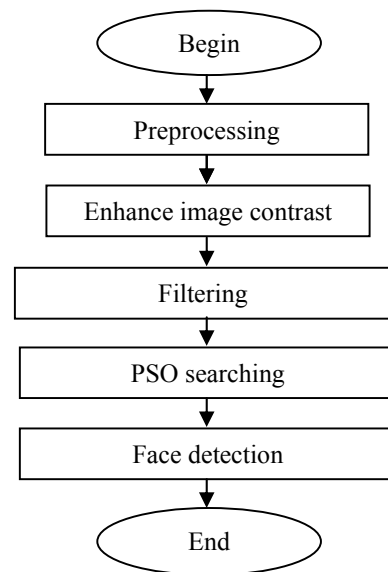 Begin
Preprocessing
Enhance image contrast
Filtering
PSO searching
Face detection
End